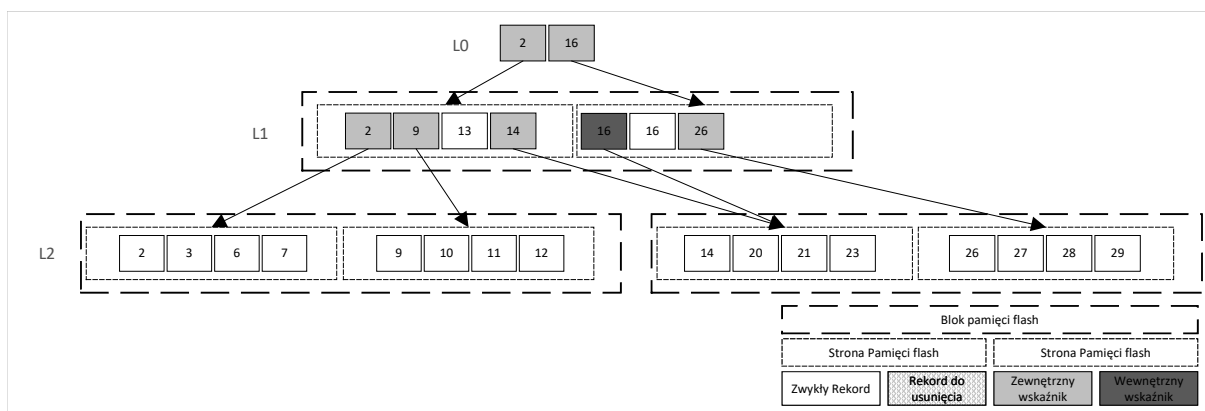 L0
2 16
L1
2 9 13 14 16 16 26
L2
2 3 6 7 9 10 11 12 14 20 21 23 26 27 28 29
Blok pamięci flash
Strona Pamięci flash Strona Pamięci flash
Zwykły Rekord
Rekord do
usunięcia
Zewnętrzny
wskaźnik
Wewnętrzny
wskaźnik